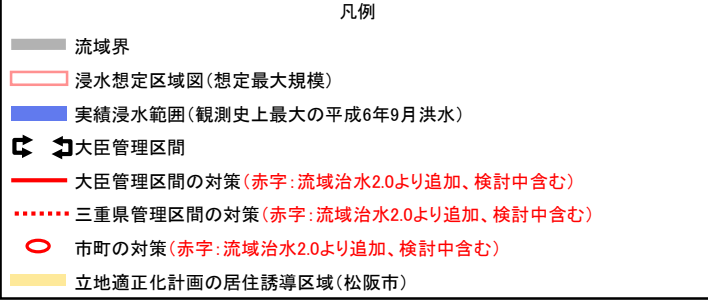 凡例
流域界
浸水想定区域図(想定最大規模)
実績浸水範囲(観測史上最大の平成6年9月洪水)
大臣管理区間
大臣管理区間の対策(赤字:流域治水2.0より追加、検討中含む)
三重県管理区間の対策(赤字:流域治水2.0より追加、検討中含む)
市町の対策(赤字:流域治水2.0より追加、検討中含む)
立地適正化計画の居住誘導区域(松阪市)